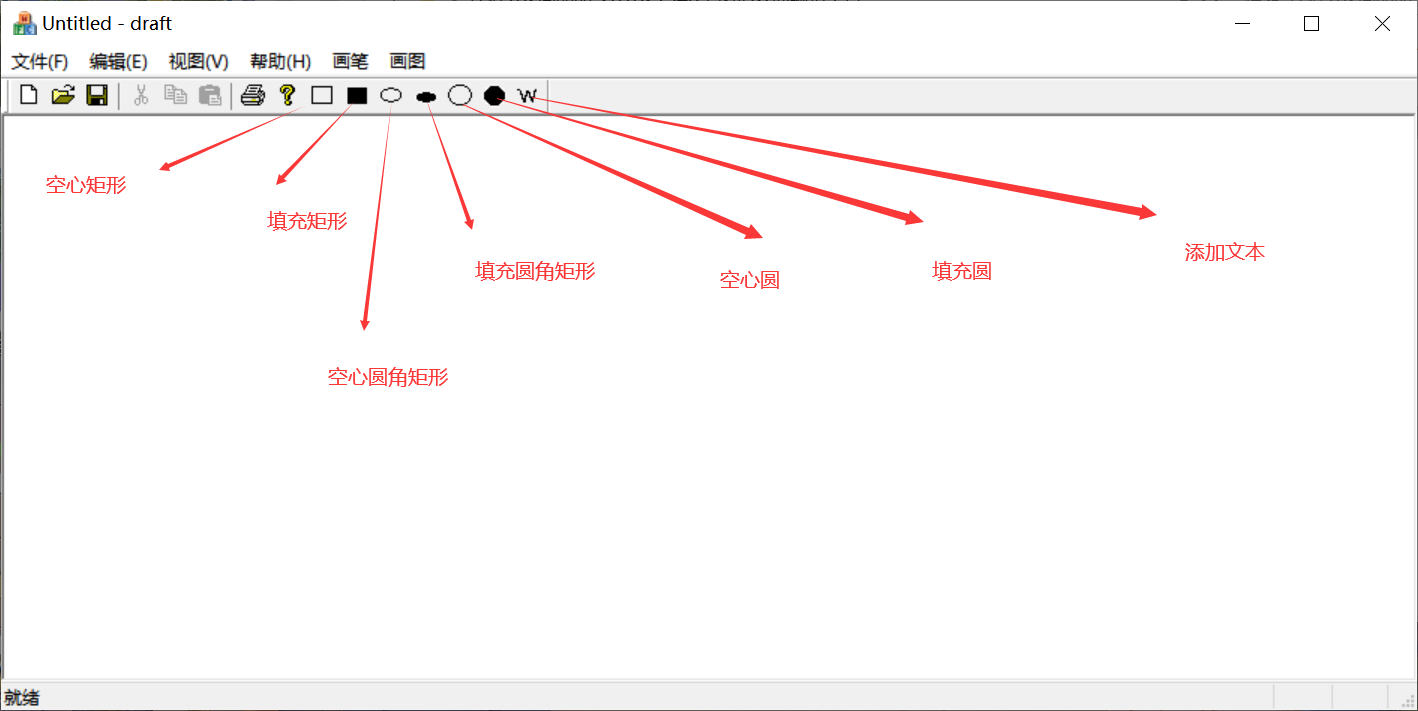 Untitled - draft
文件(F) 编辑(E) 视图(V) 帮助(H) 画笔 画图
W
空心矩形
填充矩形
添加文本
填充圆角矩形
空心圆
填充圆
空心圆角矩形
就绪